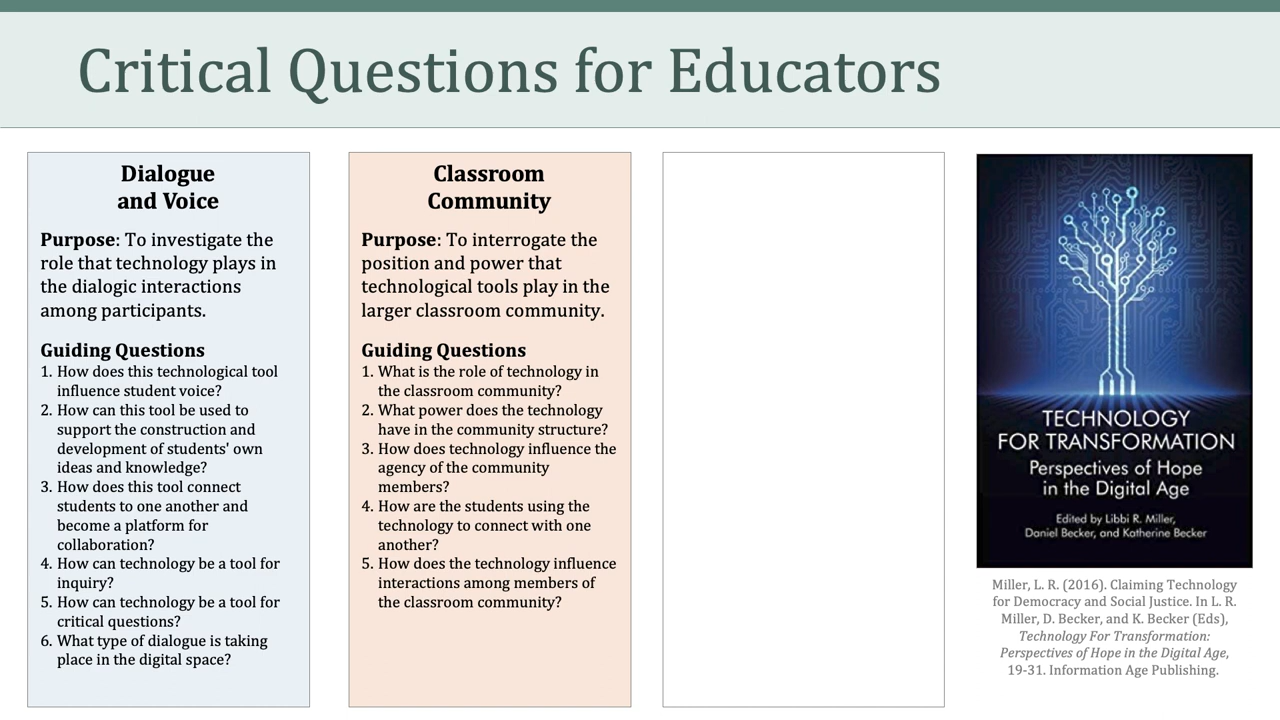 Critical Questions for Educators
Dialogue
and Voice
Purpose: To investigate the
role that technology plays in
the dialogic interactions
among participants.
Guiding Questions
1. How does this technological tool
influence student voice?
2. How can this tool be used to
support the construction and
development of students' own
ideas and knowledge?
3. How does this tool connect
students to one another and
become a platform for
collaboration?
4. How can technology be a tool for
inquiry?
5. How can technology be a tool for
critical questions?
6. What type of dialogue is taking
place in the digital space?
Classroom
Community
Purpose: To interrogate the
position and power that
technological tools play in the
larger classroom community.
Guiding Questions
1. What is the role of technology in
the classroom community?
2. What power does the technology
have in the community structure?
3. How does technology influence the
agency of the community
members?
4. How are the students using the
technology to connect with one
another?
5. How does the technology influence
interactions among members of
the classroom community?
TECHNOLOGY
FOR TRANSFORMATION
Perspectives of Hope
in the Digital Age
Edited by Libbi R. Miller,
Daniel Becker, and Katherine Becker
Miller, L. R. (2016). Claiming Technology
for Democracy and Social Justice. In L. R.
Miller, D. Becker, and K. Becker (Eds),
Technology For Transformation:
Perspectives of Hope in the Digital Age,
19-31. Information Age Publishing.